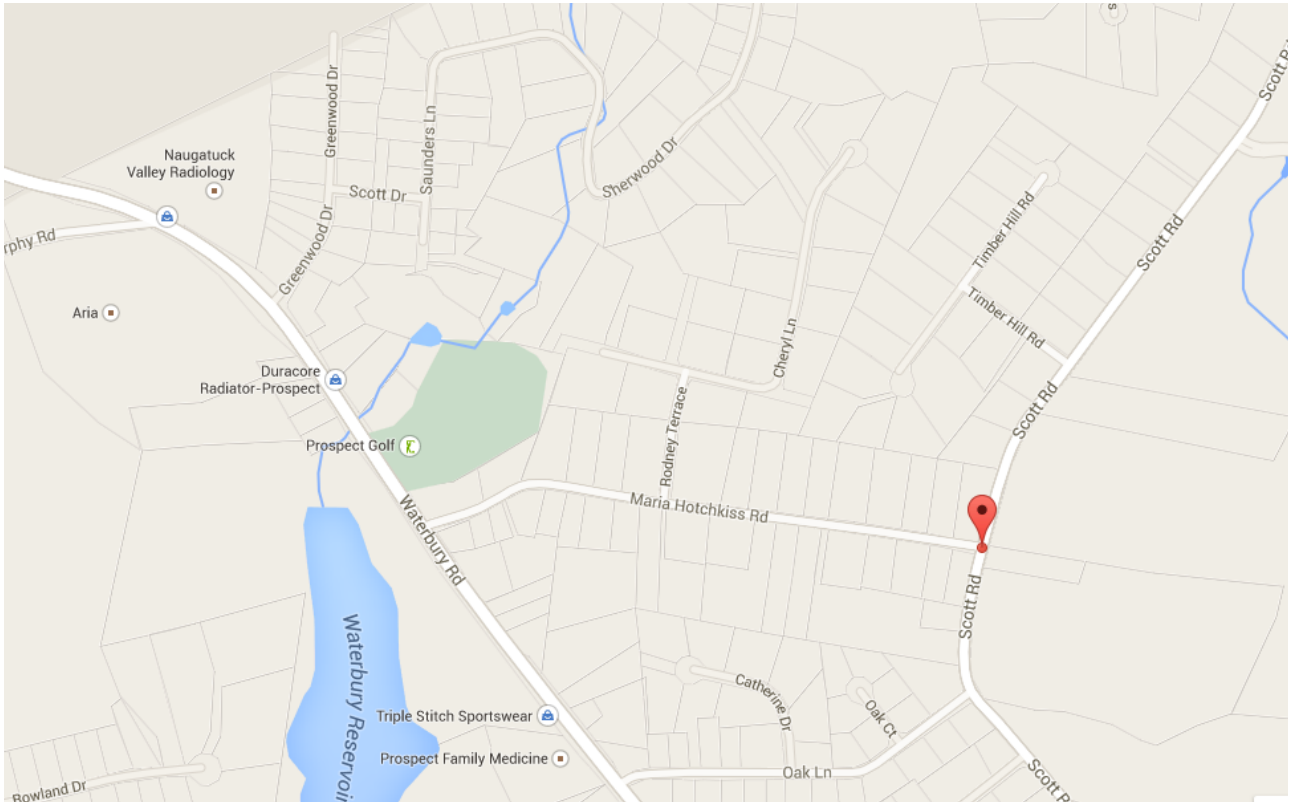 Scott Rd
Greenwood Dr
Saunders Ln
Naugatuck
Valley Radiology
Sherwood Dr
Scott Dr
Timber Hill Rd
Scott Rd
rphy Rd
Greenwood Dr
Aria
Timber Hill Rd
Cheryl Ln
Duracore
Radiator-Prospect
Scott Rd
Rodney Terrace
Prospect Golf
Maria Hotchkiss Rd
Waterbury Rd
Scott Rd
Waterbury Reservoir
Catherine Dr
Oak Ct
Triple Stitch Sportswear
Prospect Family Medicine
Oak Ln
Rowland Dr
Scott R